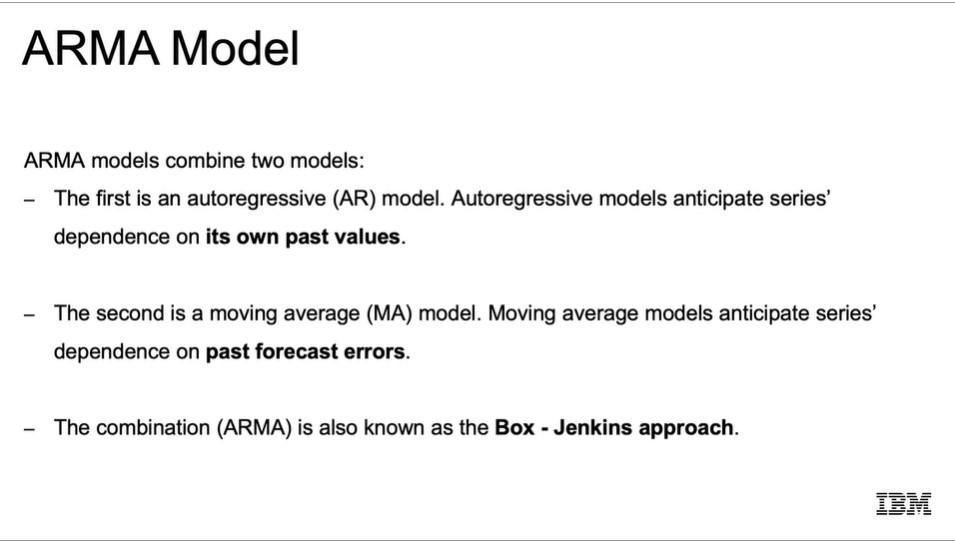 ARMA Model
ARMA models combine two models:
– The first is an autoregressive (AR) model. Autoregressive models anticipate series’
dependence on its own past values.
– The second is a moving average (MA) model. Moving average models anticipate series’
dependence on past forecast errors.
– The combination (ARMA) is also known as the Box - Jenkins approach.
IBM